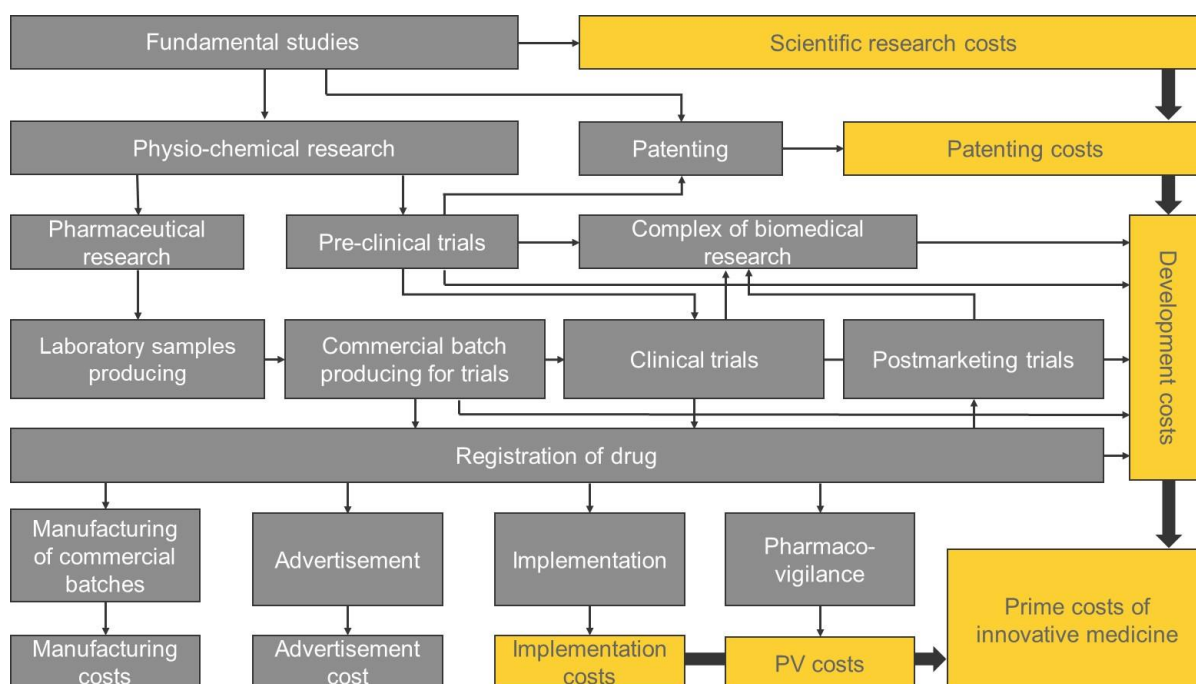 Fundamental studies
Scientific research costs
Physio-chemical research
Patenting
Patenting costs
Pharmaceutical
research
Pre-clinical trials
Complex of biomedical
research
Development costs
Laboratory samples
producing
Commercial batch
producing for trials
Clinical trials
Postmarketing trials
Registration of drug
Manufacturing
of commercial
batches
Advertisement
Implementation
Pharmaco-
vigilance
Prime costs of
innovative medicine
Manufacturing
costs
Advertisement
cost
Implementation
costs
PV costs